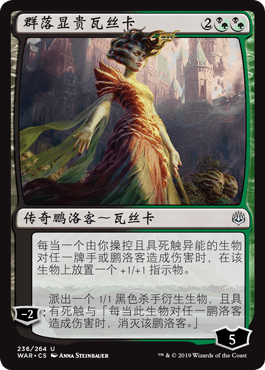 群落显贵瓦丝卡 2
传奇鹏洛客～瓦丝卡
每当一个由你操控且具死触异能的生物
对任一牌手或鹏洛客造成伤害时，在该
生物上放置一个 +1/+1 指示物。
-2
派出一个 1/1 黑色杀手衍生生物，且具
有死触与「每当此生物对任一鹏洛客
造成伤害时，消灭该鹏洛客。」
5
236/264 U
WAR • CS ANNA STEINBAUER
™ & © 2019 Wizards of the Coast